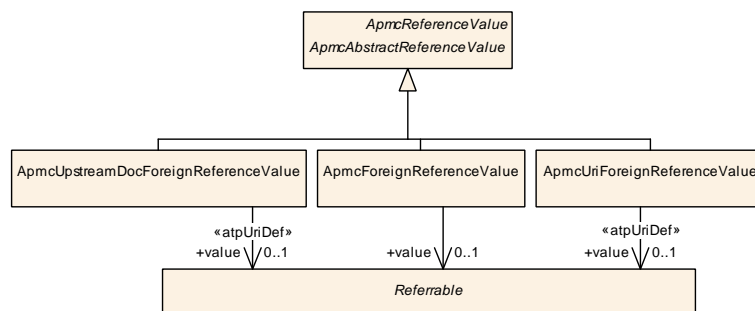 ApmcReferenceValue
ApmcAbstractReferenceValue
ApmcUpstreamDocForeignReferenceValue
ApmcForeignReferenceValue
ApmcUriForeignReferenceValue
«atpUriDef»
«atpUriDef»
+value 0..1
+value 0..1
+value 0..1
Referrable